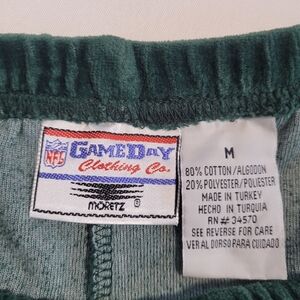 NFL
GAMEDAY
Clothing Co.
MORETZ
M
80% COTTON/ALGODON
20% POLYESTER/POLIESTER
MADE IN TURKEY
HECHO IN TURQUIA
RN# 34570
SEE REVERSE FOR CARE
VER AL DORSO PARA CUIDADO